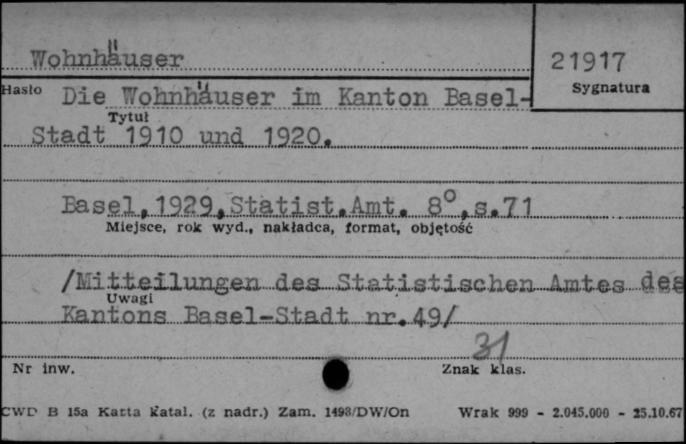 Wohnhäuser
21917
Hasło
Sygnatura
Die Wohnhäuser im Kanton Basel-
Tytuł
Stadt 1910 und 1920.
Basel,1929,Statist.Amt. 8°,s.71
Miejsce, rok wyd., nakładca, format, objętość
/Mitteilungen des Statistischen Amtes des
Uwagi
Kantons Basel-Stadt nr.49/
31
Nr inw.
Znak klas.
CWD B 15a Karta katal. (z nadr.) Zam. 1498/DW/On Wrak 999 - 2.045.000 - 25.10.67